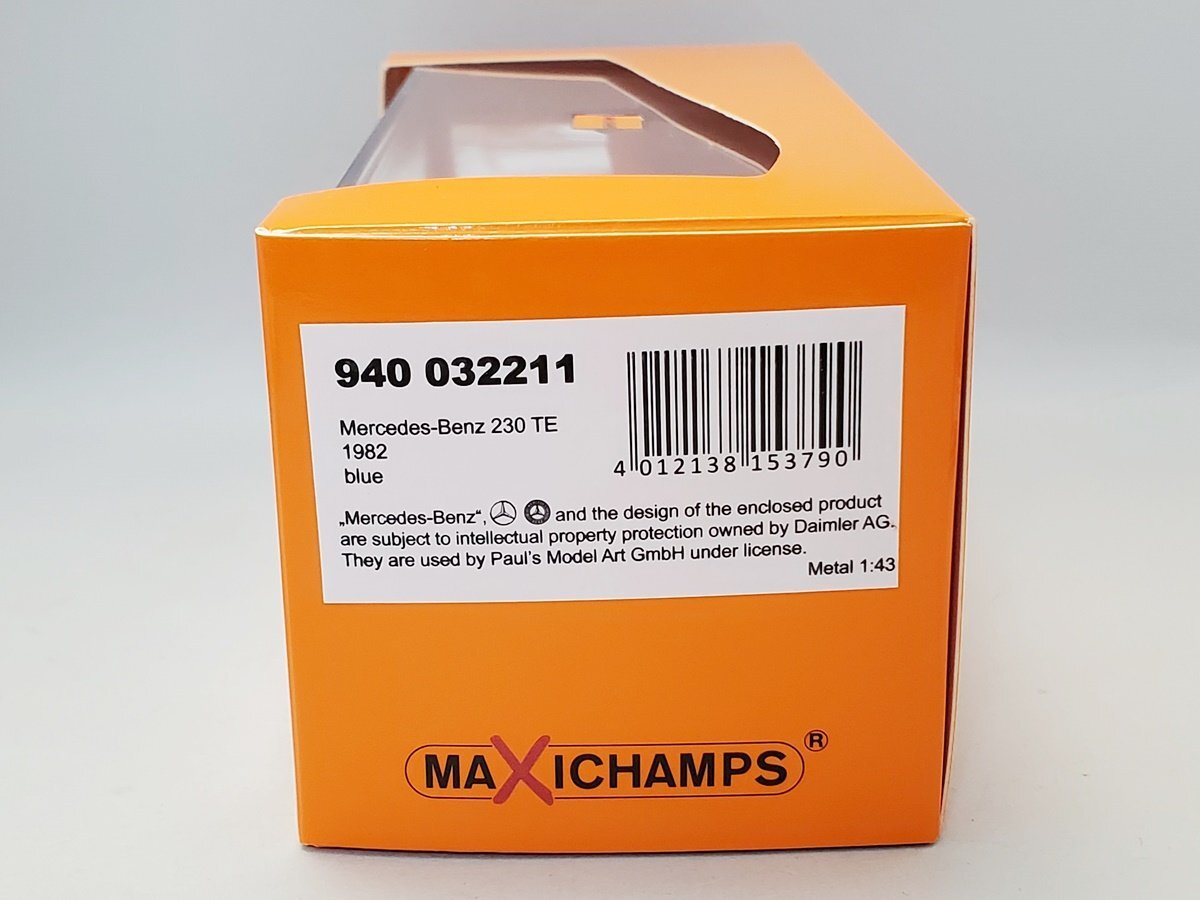 940 032211
Mercedes-Benz 230 TE
1982
blue
4 012138 153790
„Mercedes-Benz“, and the design of the enclosed product
are subject to intellectual property protection owned by Daimler AG.
They are used by Paul's Model Art GmbH under license.
Metal 1:43
MAXICHAMPS®